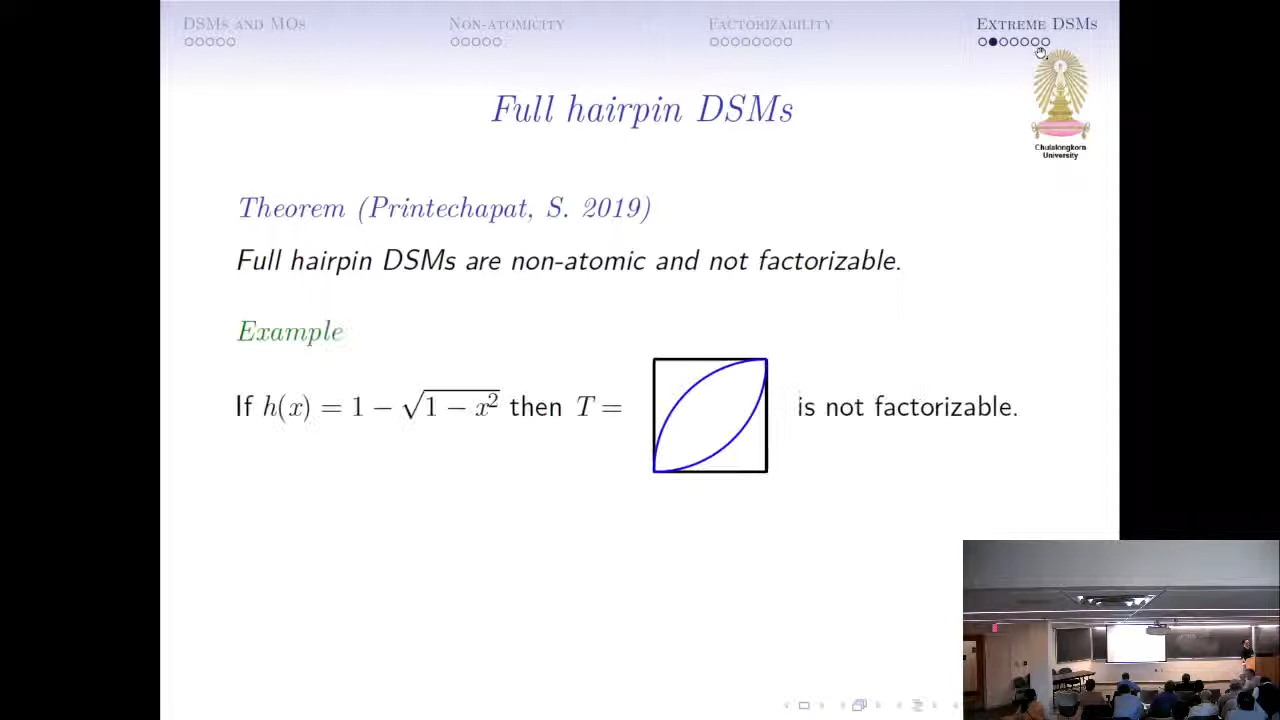 DSMs and MOs
Non-atomicity
Factorizability
Extreme DSMs
Full hairpin DSMs
Chulalongkorn
University
Theorem (Printechapat, S. 2019)
Full hairpin DSMs are non-atomic and not factorizable.
Example
If h(x) = 1 − √(1 − x²) then T = is not factorizable.